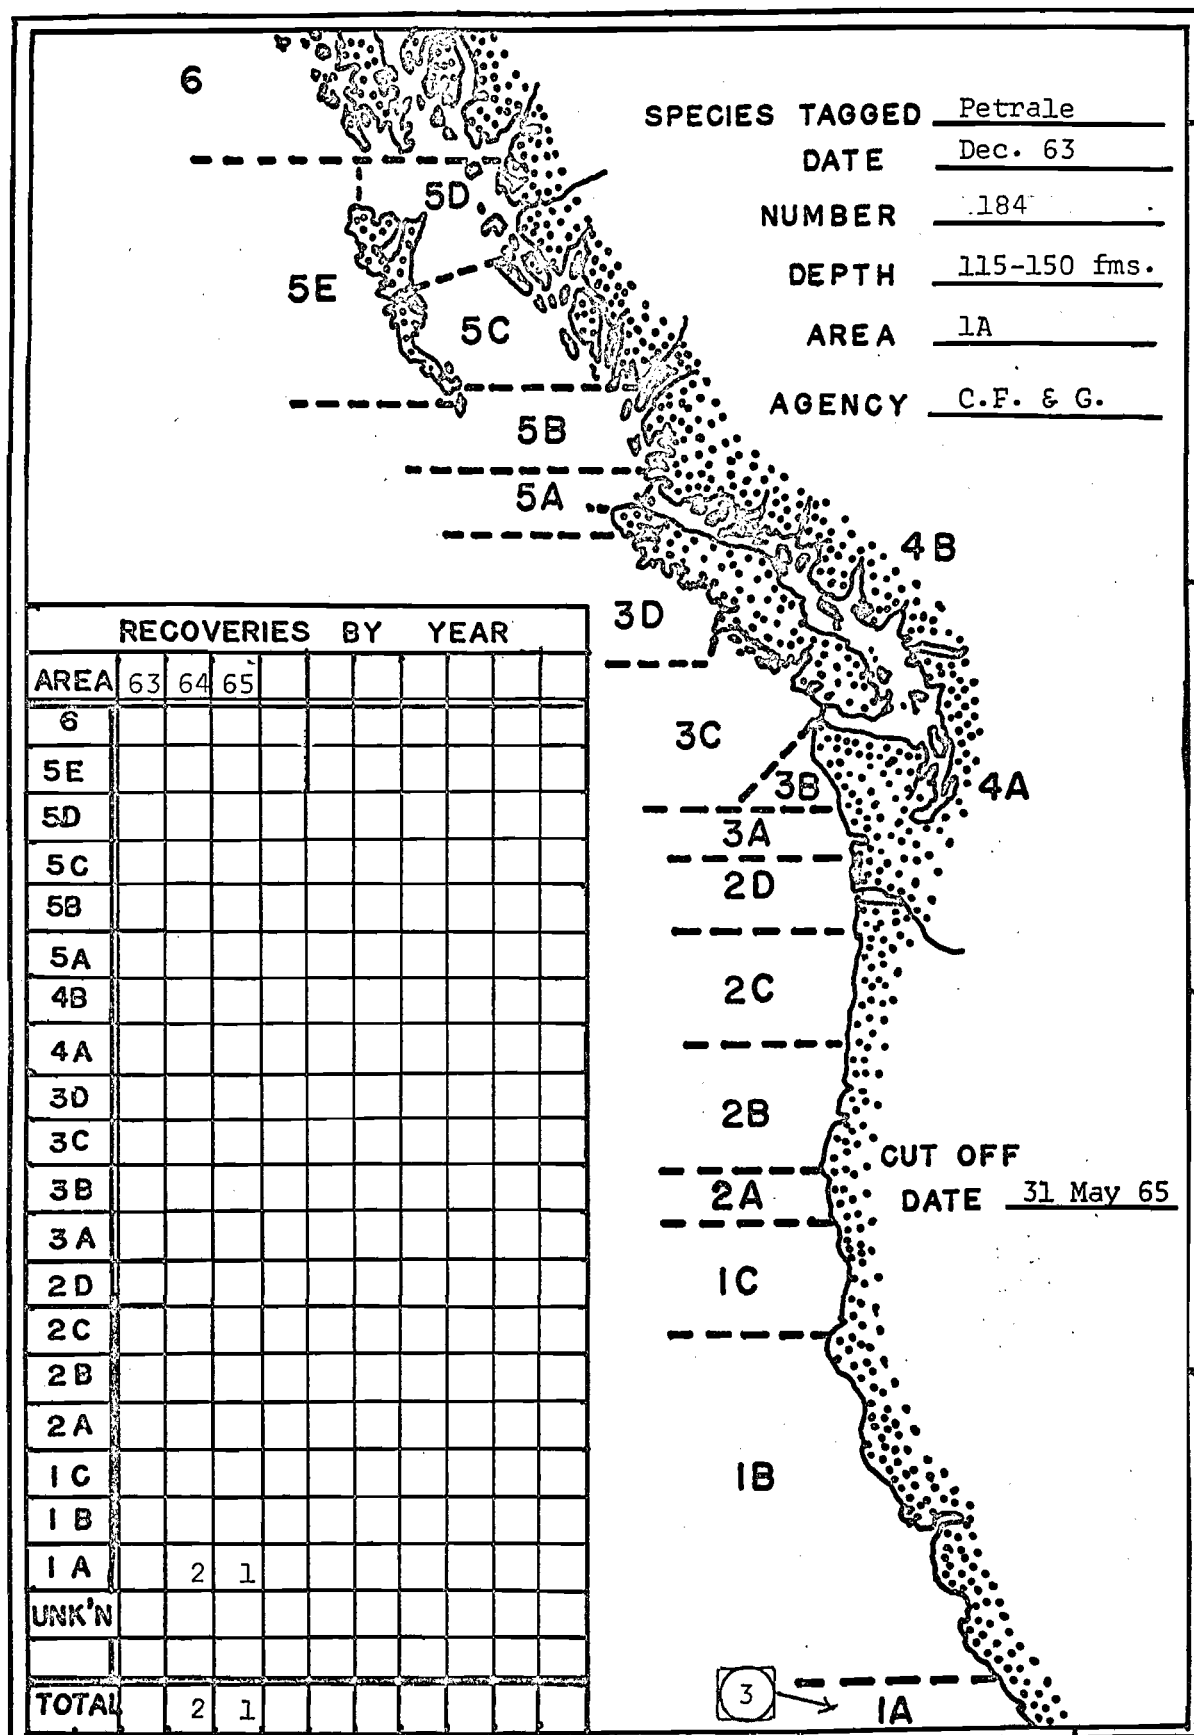 6
SPECIES TAGGED Petrale
DATE Dec. 63
NUMBER 184
DEPTH 115-150 fms.
AREA 1A
AGENCY C.F. & G.
5D
5E
5C
5B
5A
4B
3D
3C
3B
4A
3A
2D
2C
2B
CUT OFF
DATE 31 May 65
2A
1C
1B
3
1A
RECOVERIES BY YEAR
AREA 63 64 65
6
5E
5D
5C
5B
5A
4B
4A
3D
3C
3B
3A
2D
2C
2B
2A
1C
1B
1A 2 1
UNK'N
TOTAL 2 1